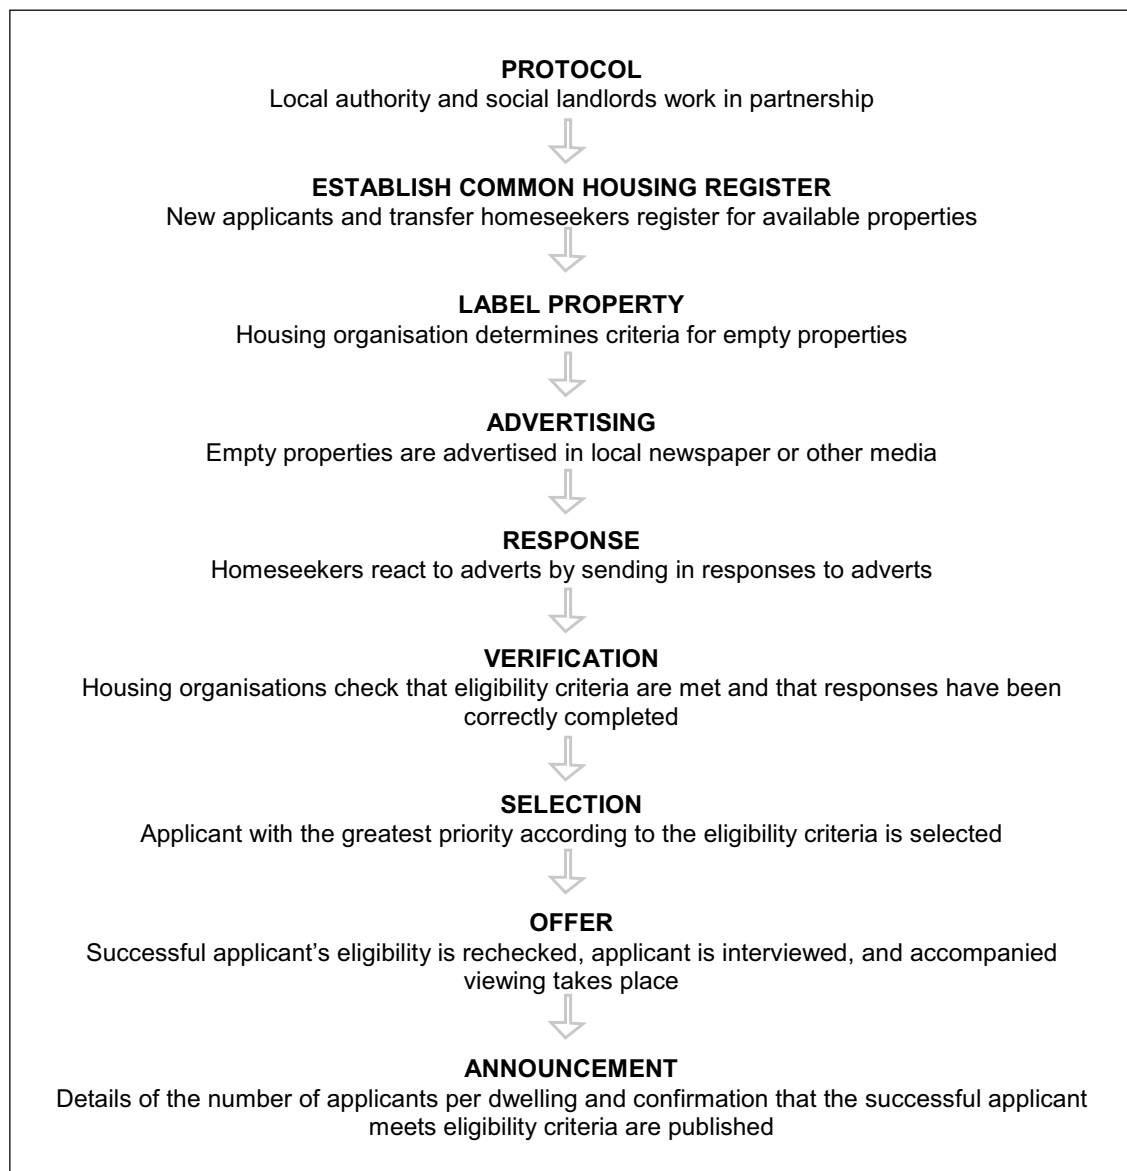 PROTOCOL
Local authority and social landlords work in partnership
ESTABLISH COMMON HOUSING REGISTER
New applicants and transfer homeseekers register for available properties
LABEL PROPERTY
Housing organisation determines criteria for empty properties
ADVERTISING
Empty properties are advertised in local newspaper or other media
RESPONSE
Homeseekers react to adverts by sending in responses to adverts
VERIFICATION
Housing organisations check that eligibility criteria are met and that responses have been
correctly completed
SELECTION
Applicant with the greatest priority according to the eligibility criteria is selected
OFFER
Successful applicant's eligibility is rechecked, applicant is interviewed, and accompanied
viewing takes place
ANNOUNCEMENT
Details of the number of applicants per dwelling and confirmation that the successful applicant
meets eligibility criteria are published